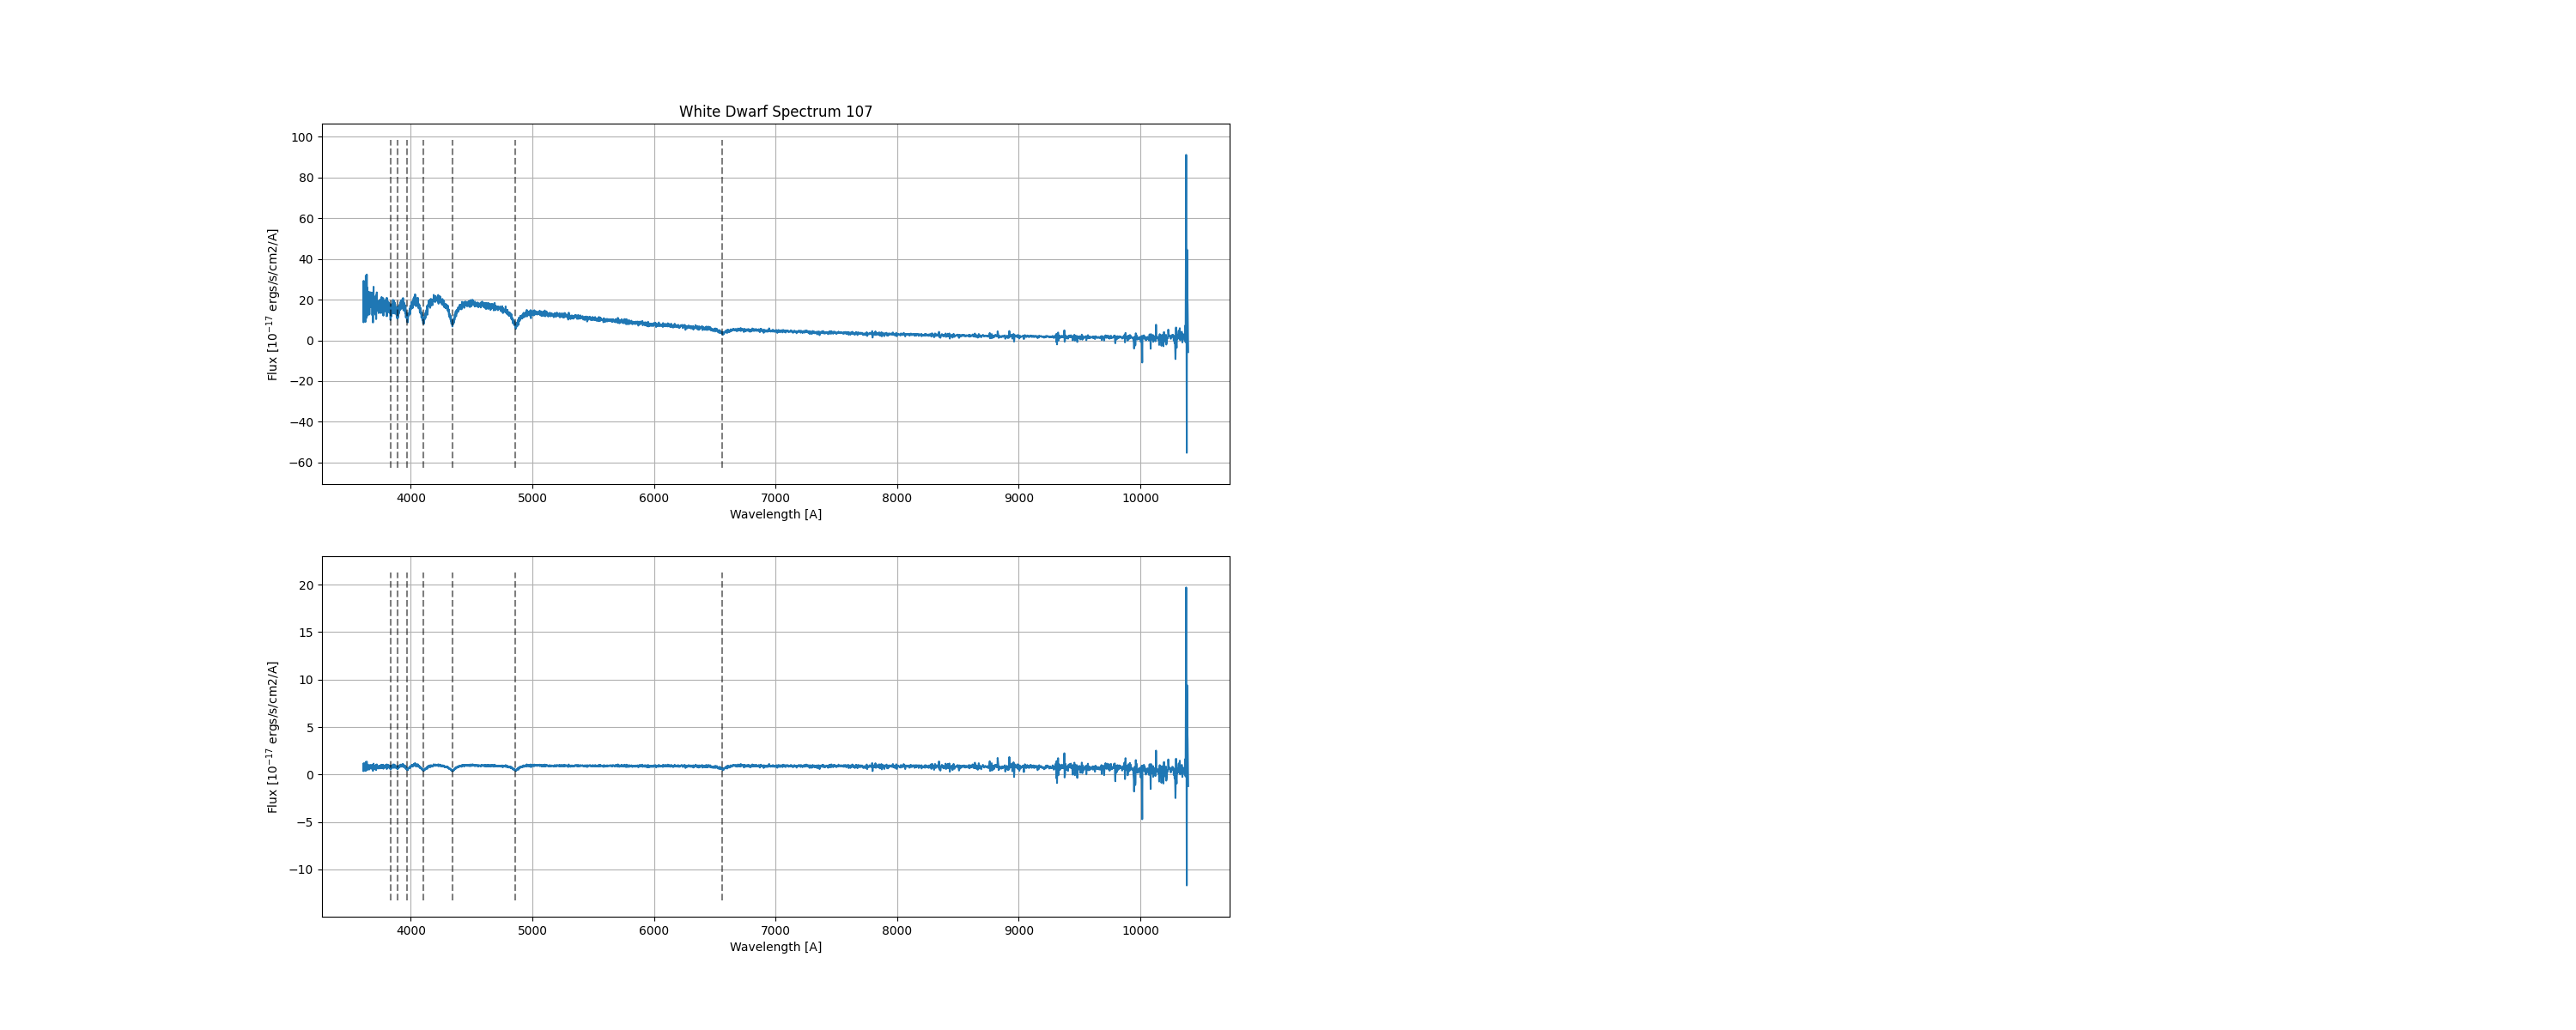 White Dwarf Spectrum 107
100
80
60
40
20
0
−20
−40
−60
Flux [10⁻¹⁷ ergs/s/cm2/A]
4000 5000 6000 7000 8000 9000 10000
Wavelength [A]
20
15
10
5
0
−5
−10
Flux [10⁻¹⁷ ergs/s/cm2/A]
4000 5000 6000 7000 8000 9000 10000
Wavelength [A]